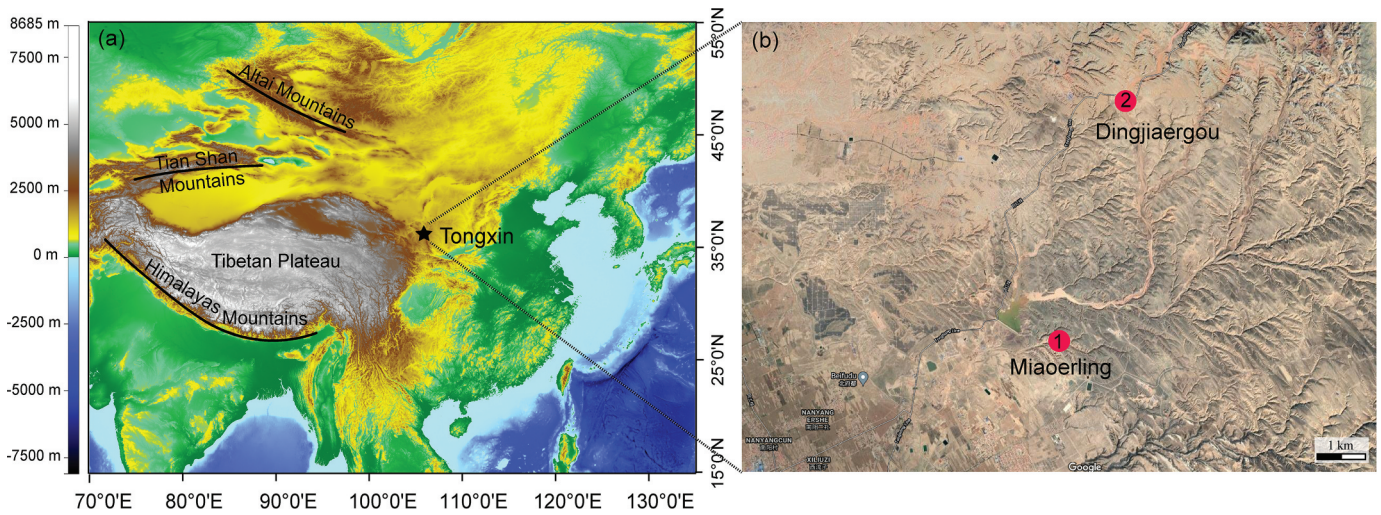 8685 m
7500 m
5000 m
2500 m
0 m
-2500 m
-5000 m
-7500 m
(a)
Altai Mountains
Tian Shan
Mountains
Tongxin
Tibetan Plateau
Himalayas
Mountains
70°0'E
80°0'E
90°0'E
100°0'E
110°0'E
120°0'E
130°0'E
55°0'N
45°0'N
35°0'N
25°0'N
15°0'N
(b)
2
Dingjiaergou
1
Miaoerling
Beifudu
NANYANG
ERSHE
NANYANGCUN
XILIUZI
Google
1 km